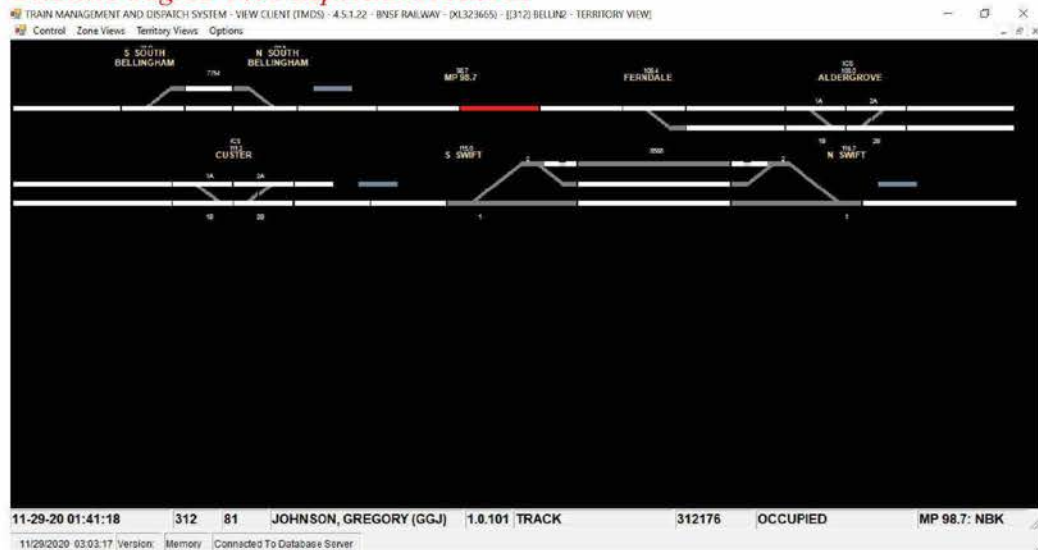 TRAIN MANAGEMENT AND DISPATCH SYSTEM - VIEW CLIENT (TMDS) - 4.5.1.22 - BNSF RAILWAY - (XL323665) - [(312) BELLIN2 - TERRITORY VIEW]
Control Zone Views Territory Views Options
S SOUTH BELLINGHAM
N SOUTH BELLINGHAM
98.7
MP 98.7
FERNDALE
ICS
ALDERGROVE
1A 2A
1B 2B
ICS
CUSTER
1A 2A
1B 2B
S SWIFT
N SWIFT
2 2
1 1
11-29-20 01:41:18 312 81 JOHNSON, GREGORY (GGJ) 1.0.101 TRACK 312176 OCCUPIED MP 98.7: NBK
11/29/2020 03:03:17 Version: Memory Connected To Database Server